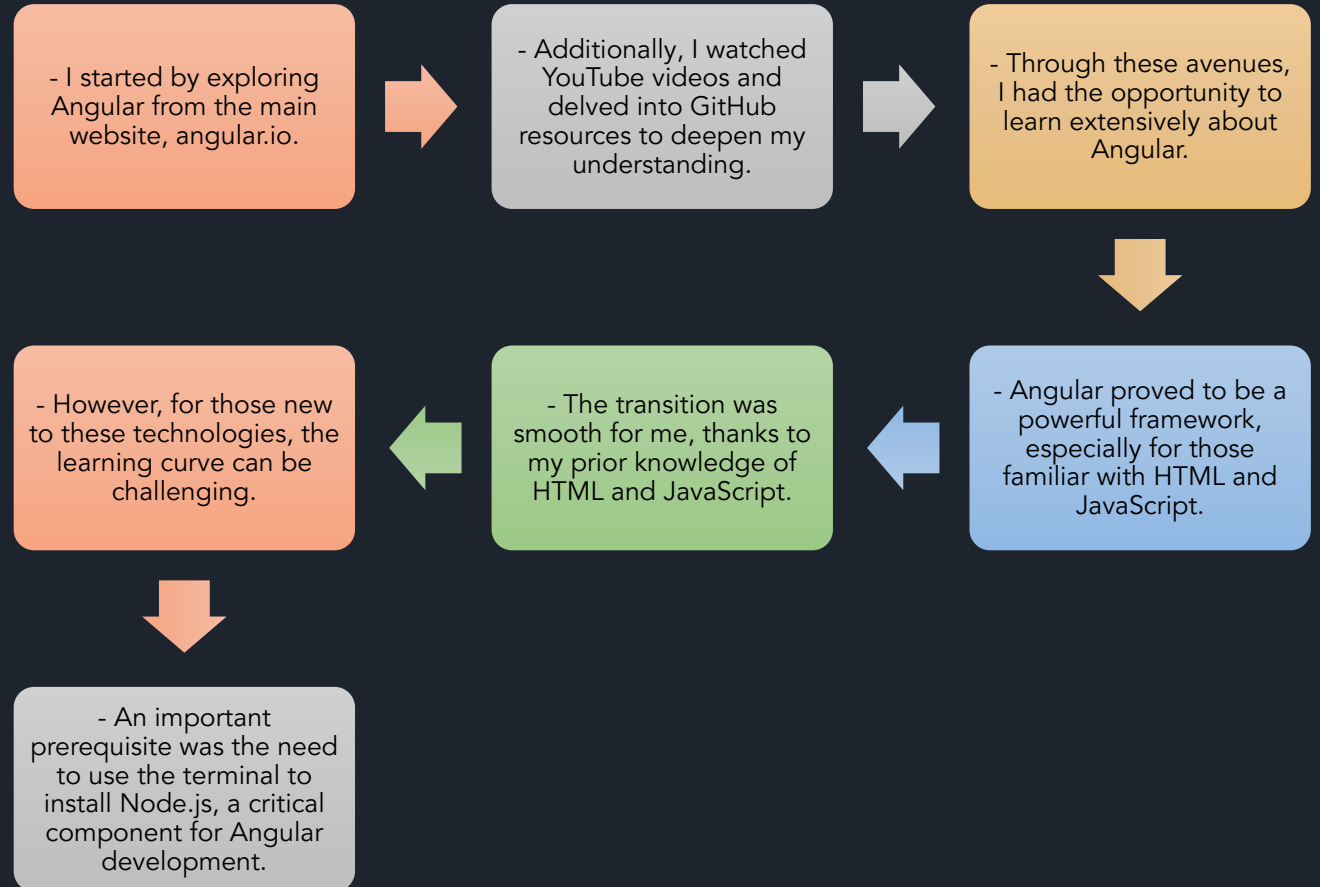 - I started by exploring
Angular from the main
website, angular.io.
- Additionally, I watched
YouTube videos and
delved into GitHub
resources to deepen my
understanding.
- Through these avenues,
I had the opportunity to
learn extensively about
Angular.
- Angular proved to be a
powerful framework,
especially for those
familiar with HTML and
JavaScript.
- The transition was
smooth for me, thanks to
my prior knowledge of
HTML and JavaScript.
- However, for those new
to these technologies, the
learning curve can be
challenging.
- An important
prerequisite was the need
to use the terminal to
install Node.js, a critical
component for Angular
development.